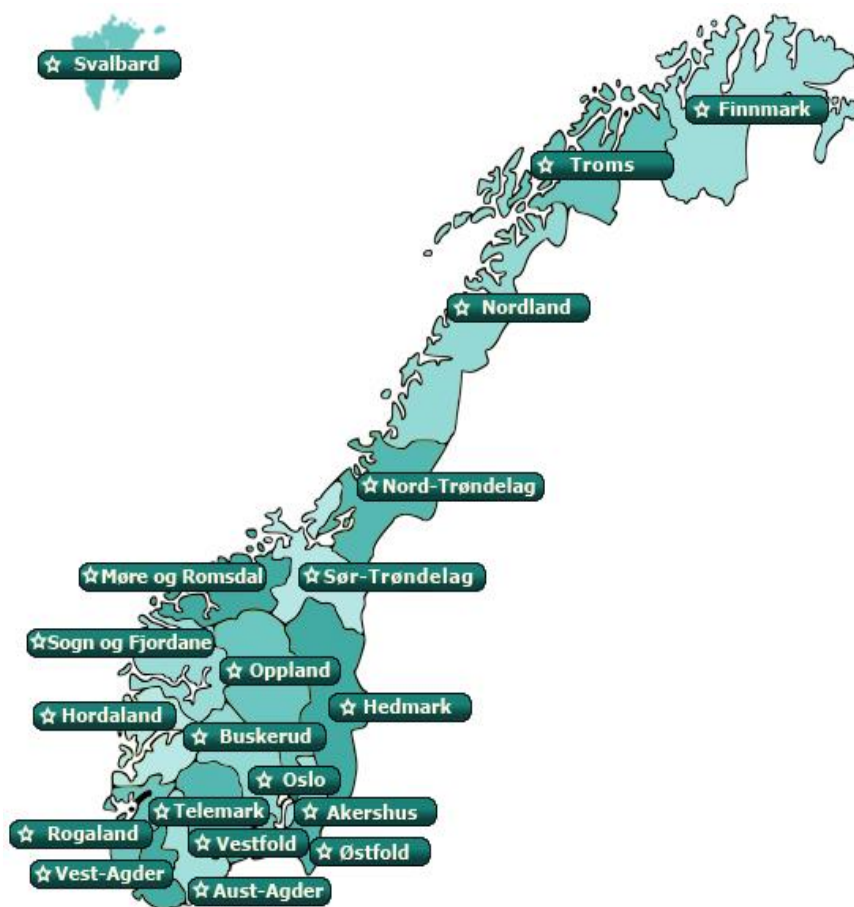 Svalbard
Finnmark
Troms
Nordland
Nord-Trøndelag
Møre og Romsdal
Sør-Trøndelag
Sogn og Fjordane
Oppland
Hordaland
Hedmark
Buskerud
Oslo
Telemark
Akershus
Rogaland
Vestfold
Østfold
Vest-Agder
Aust-Agder